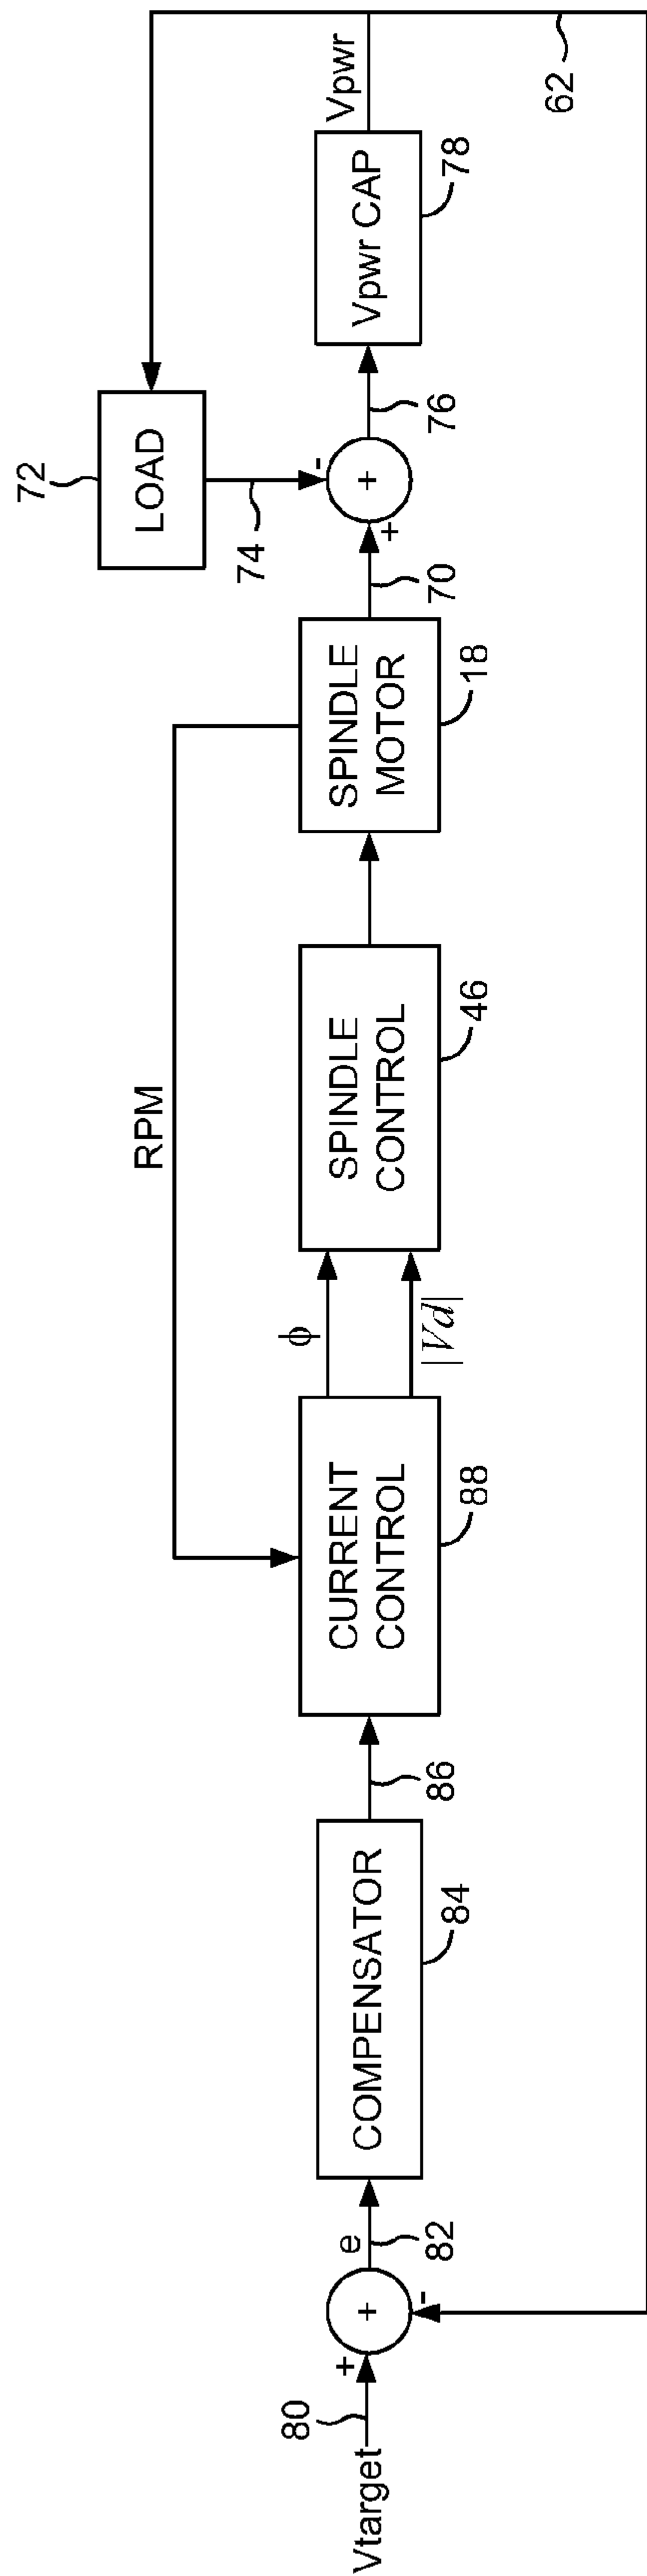 Vtarget
80
+
+
-
e
82
COMPENSATOR
84
86
CURRENT
CONTROL
88
RPM
ϕ
|Vd|
SPINDLE
CONTROL
46
SPINDLE
MOTOR
18
70
+
+
-
74
LOAD
72
76
Vpwr CAP
78
Vpwr
62